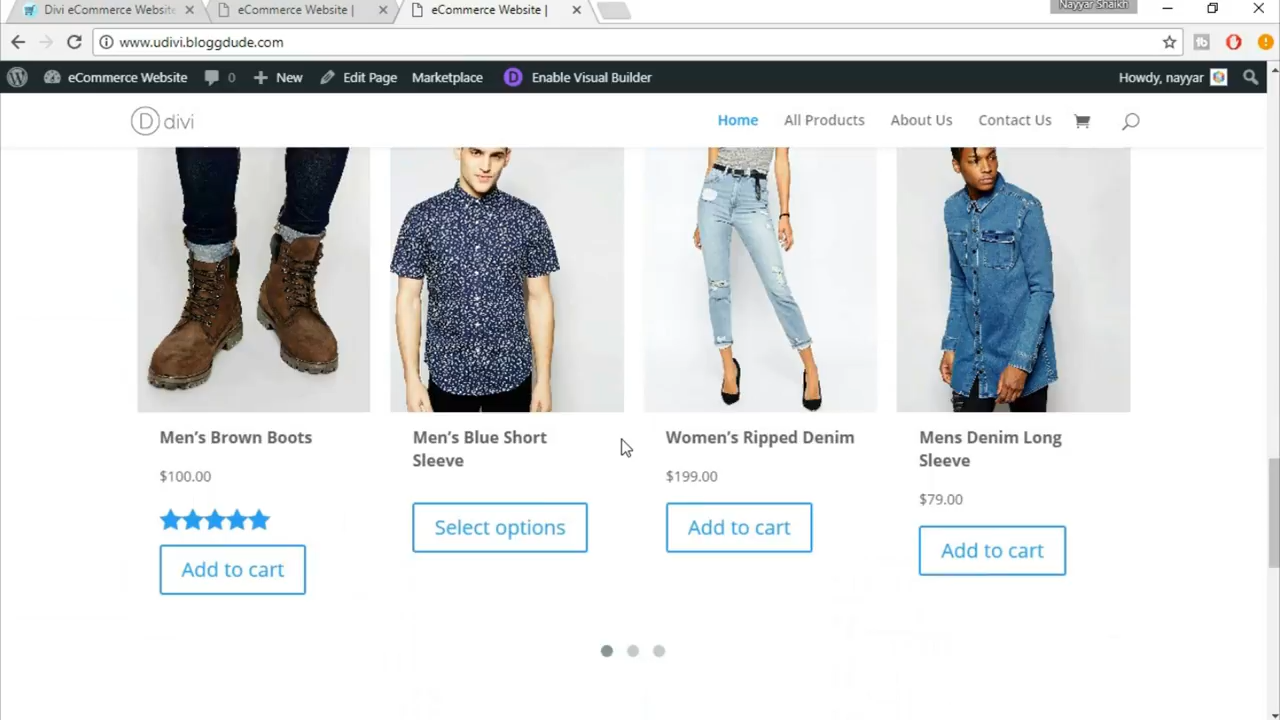 Nayyar Shaikh
Divi eCommerce Website
eCommerce Website |
eCommerce Website |
www.udivi.bloggdude.com
eCommerce Website
0
New
Edit Page
Marketplace
D
Enable Visual Builder
Howdy, nayyar
D divi
Home
All Products
About Us
Contact Us
Men’s Brown Boots
$100.00
Add to cart
Men’s Blue Short
Sleeve
Select options
Women’s Ripped Denim
$199.00
Add to cart
Mens Denim Long
Sleeve
$79.00
Add to cart